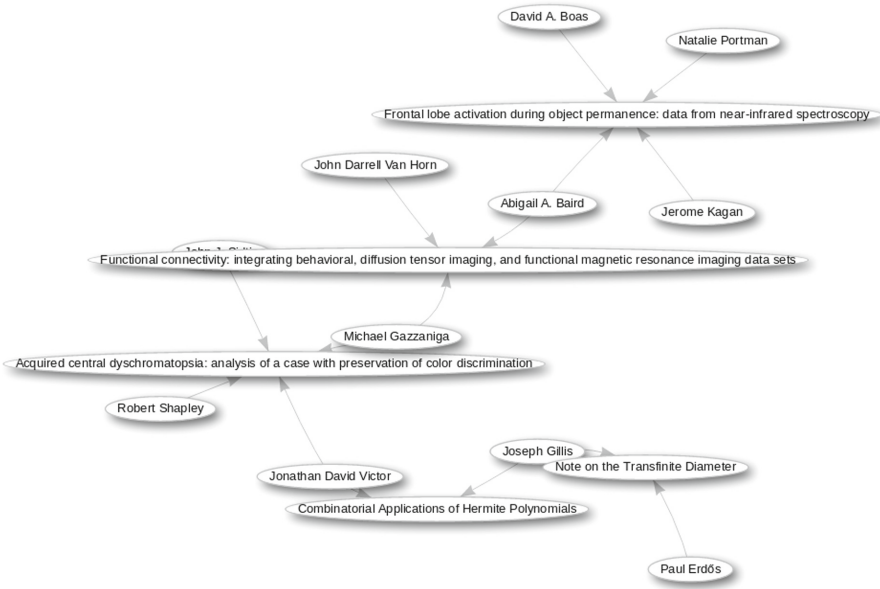 David A. Boas
Natalie Portman
Frontal lobe activation during object permanence: data from near-infrared spectroscopy
John Darrell Van Horn
Abigail A. Baird
Jerome Kagan
John J.
Functional connectivity: integrating behavioral, diffusion tensor imaging, and functional magnetic resonance imaging data sets
Michael Gazzaniga
Acquired central dyschromatopsia: analysis of a case with preservation of color discrimination
Robert Shapley
Joseph Gillis
Note on the Transfinite Diameter
Jonathan David Victor
Combinatorial Applications of Hermite Polynomials
Paul Erdős